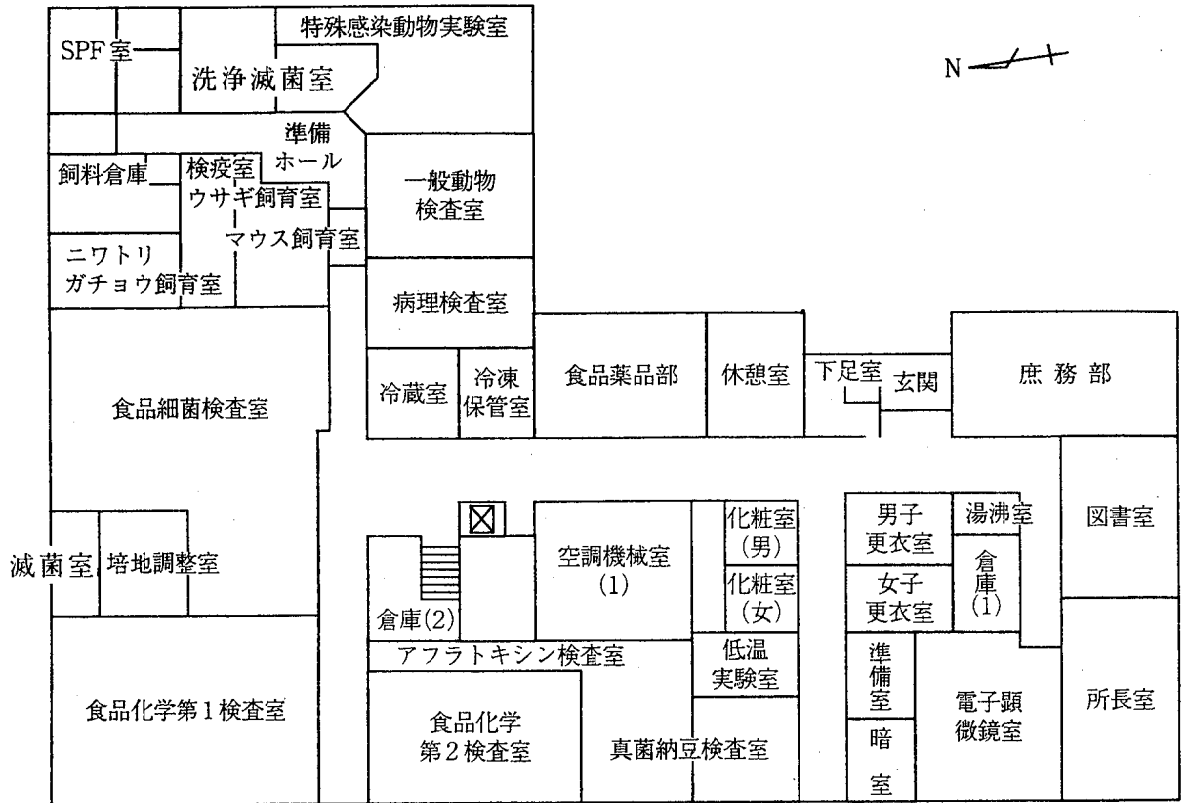 特殊感染動物実験室
SPF室
洗浄滅菌室
N
準備
ホール
飼料倉庫
検疫室
ウサギ飼育室
一般動物
検査室
マウス飼育室
ニワトリ
ガチョウ飼育室
病理検査室
冷蔵室
冷凍
保管室
食品薬品部
休憩室
下足室
玄関
庶務部
食品細菌検査室
滅菌室
培地調整室
倉庫(2)
空調機械室
(1)
化粧室
(男)
化粧室
(女)
男子
更衣室
女子
更衣室
湯沸室
倉庫(1)
図書室
アフラトキシン検査室
低温
実験室
準備室
食品化学第1検査室
食品化学
第2検査室
真菌納豆検査室
暗室
電子顕
微鏡室
所長室